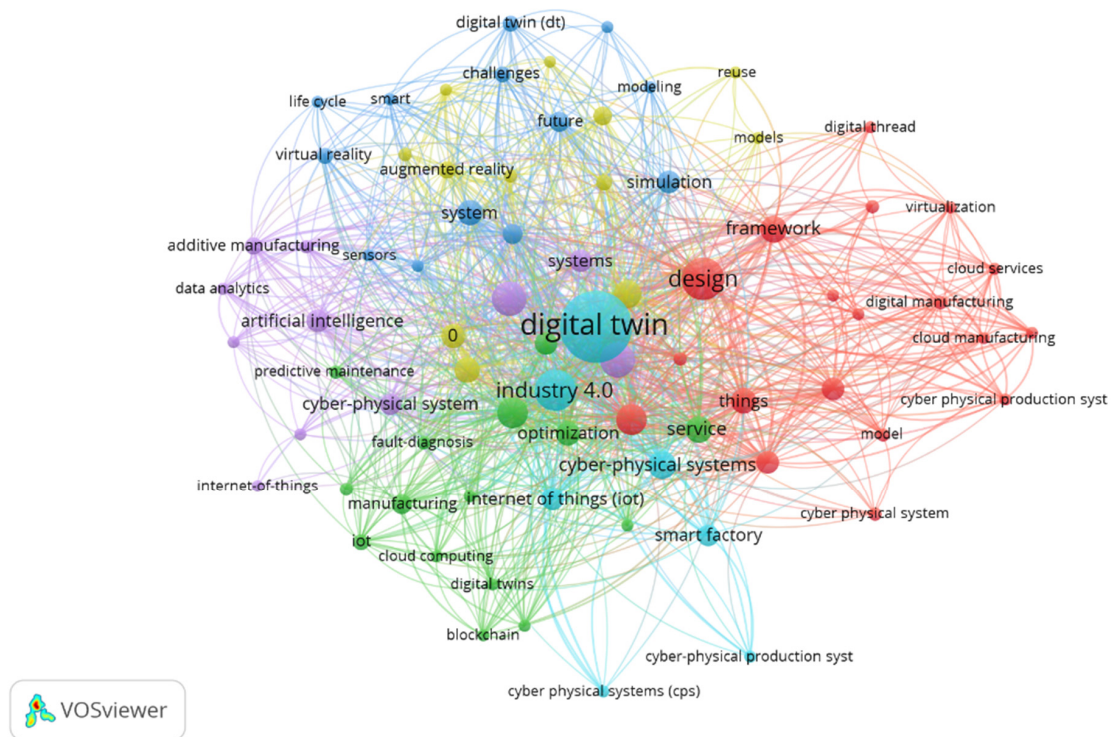 digital twin (dt)
challenges
reuse
modeling
life cycle
smart
future
digital thread
models
virtual reality
augmented reality
simulation
virtualization
system
framework
additive manufacturing
sensors
systems
cloud services
design
data analytics
digital manufacturing
artificial intelligence
digital twin
0
cloud manufacturing
predictive maintenance
industry 4.0
cyber-physical system
things
cyber physical production syst
fault-diagnosis
optimization
service
model
cyber-physical systems
internet-of-things
manufacturing
internet of things (iot)
cyber physical system
iot
smart factory
cloud computing
digital twins
blockchain
cyber-physical production syst
cyber physical systems (cps)
VOSviewer